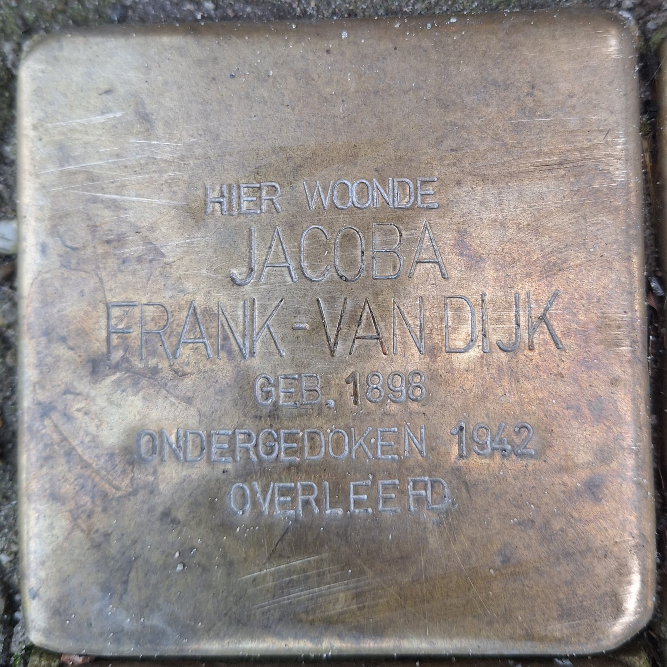 HIER WOONDE
JACOBA
FRANK-VAN DIJK
GEB. 1898
ONDERGEDOKEN 1942
OVERLEEFD